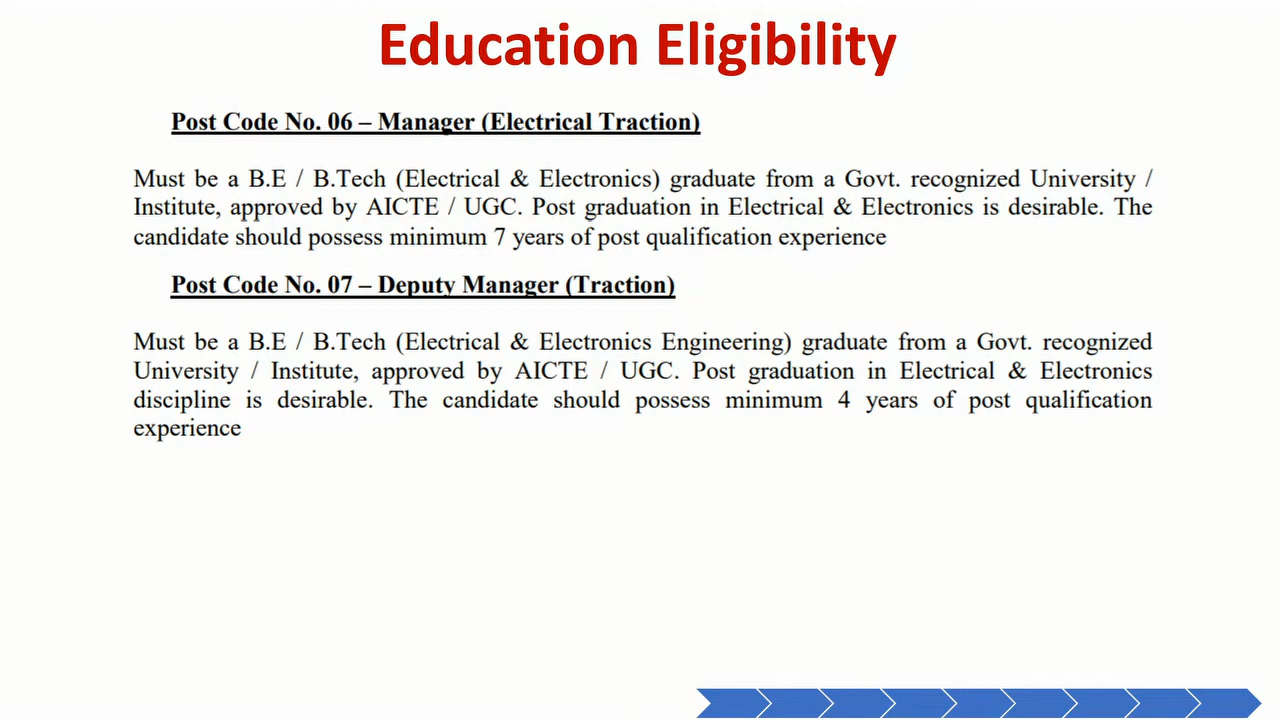 Education Eligibility
Post Code No. 06 – Manager (Electrical Traction)
Must be a B.E / B.Tech (Electrical & Electronics) graduate from a Govt. recognized University /
Institute, approved by AICTE / UGC. Post graduation in Electrical & Electronics is desirable. The
candidate should possess minimum 7 years of post qualification experience
Post Code No. 07 – Deputy Manager (Traction)
Must be a B.E / B.Tech (Electrical & Electronics Engineering) graduate from a Govt. recognized
University / Institute, approved by AICTE / UGC. Post graduation in Electrical & Electronics
discipline is desirable. The candidate should possess minimum 4 years of post qualification
experience